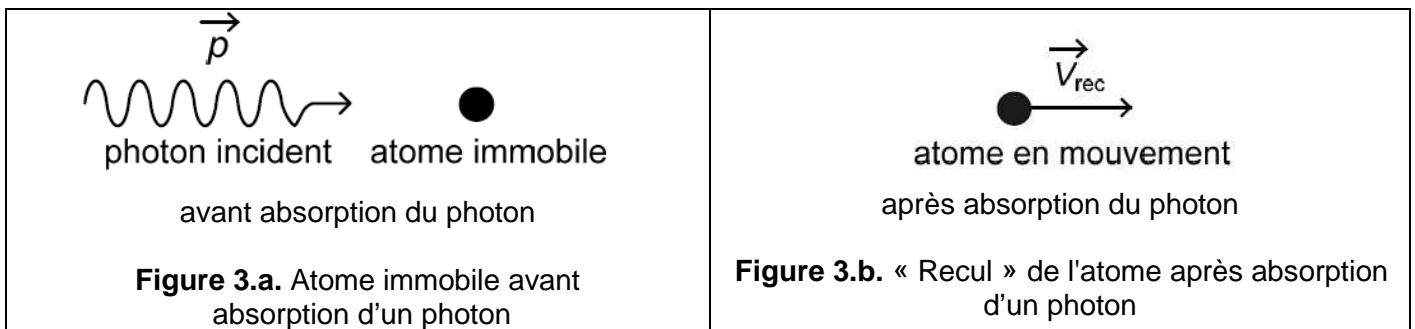 p
photon incident
atome immobile
avant absorption du photon
Figure 3.a. Atome immobile avant
absorption d'un photon
Vrec
atome en mouvement
après absorption du photon
Figure 3.b. « Recul » de l'atome après absorption
d'un photon